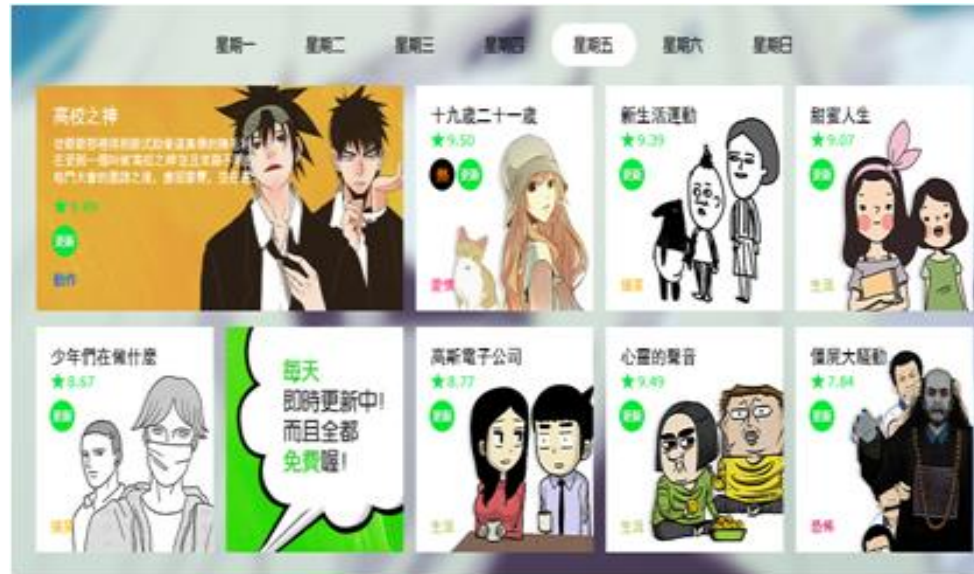 星期一 星期二 星期三 星期四 星期五 星期六 星期日
高校之神
更新
動作
十九歲二十一歲
★9.50
熱 更新
愛情
新生活運動
★9.29
更新
搞笑
甜蜜人生
★9.07
更新
生活
少年們在做什麼
★8.67
更新
搞笑
每天
即時更新中!
而且全都
免費喔!
高斯電子公司
★8.77
更新
生活
心靈的聲音
★9.49
更新
生活
僵屍大騷動
★7.84
更新
恐怖